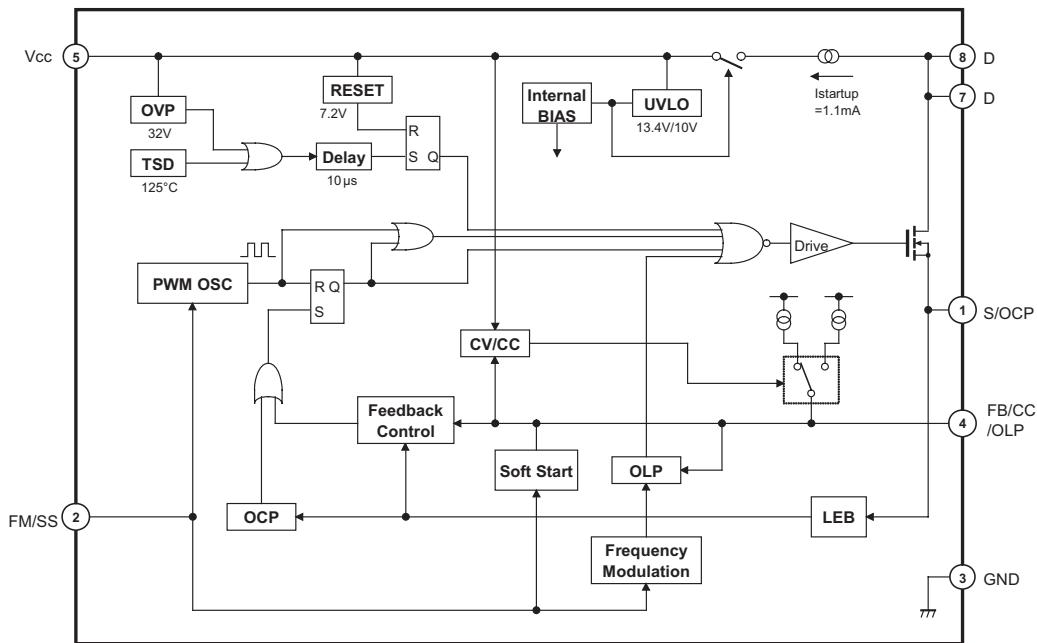 Vcc
5
8
D
7
D
OVP
32V
TSD
125°C
RESET
7.2V
Delay
10μs
R
S Q
Internal
BIAS
UVLO
13.4V/10V
Istartup
=1.1mA
PWM OSC
R Q
S
Drive
1
S/OCP
CV/CC
Feedback
Control
4
FB/CC
/OLP
Soft Start
OLP
FM/SS
2
OCP
LEB
Frequency
Modulation
3
GND